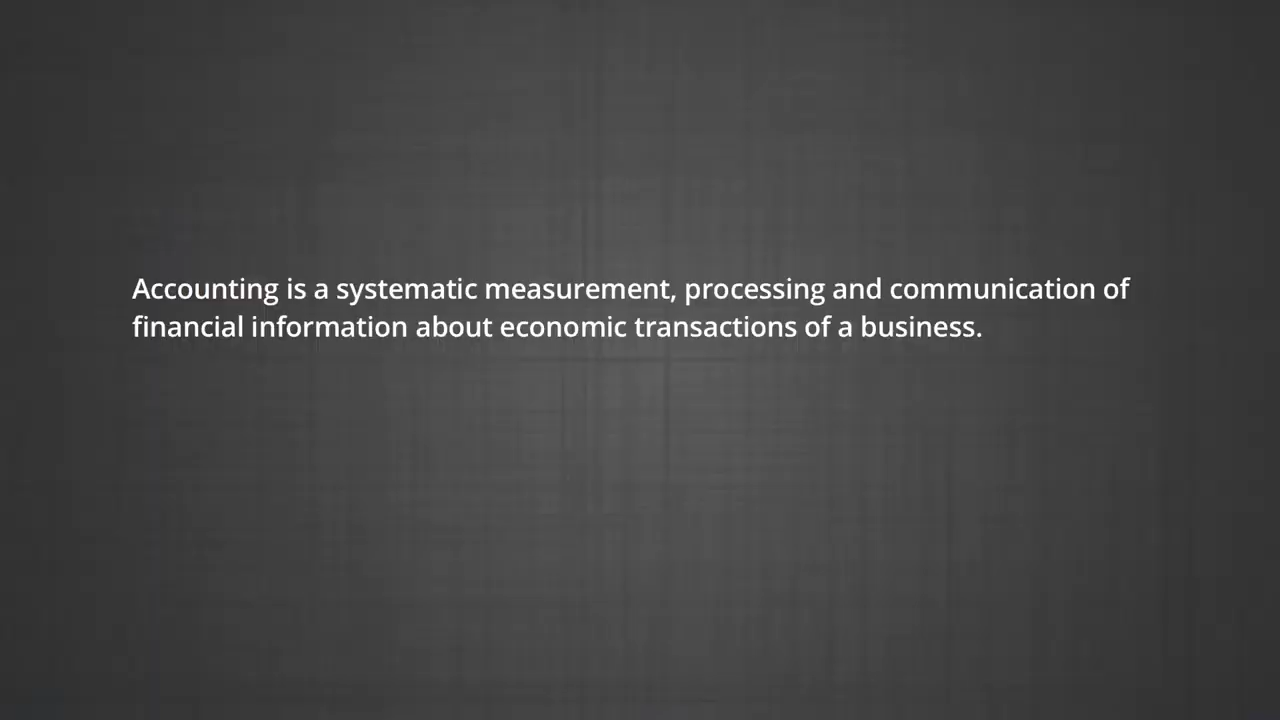 Accounting is a systematic measurement, processing and communication of
financial information about economic transactions of a business.